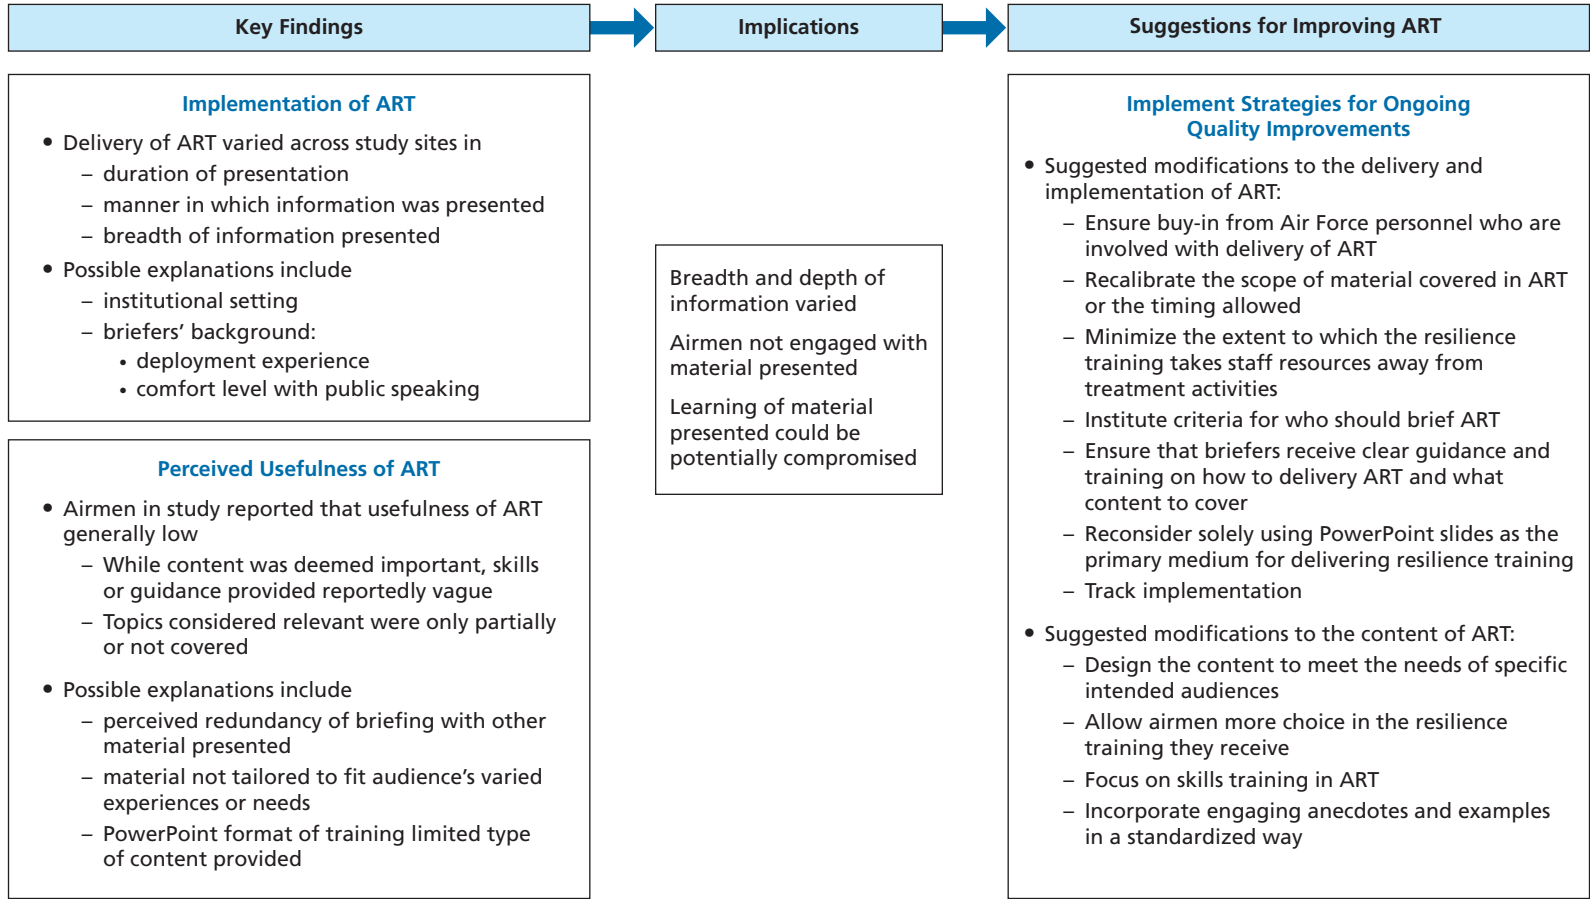 Key Findings
Implications
Suggestions for Improving ART
Implementation of ART
• Delivery of ART varied across study sites in
– duration of presentation
– manner in which information was presented
– breadth of information presented
• Possible explanations include
– institutional setting
– briefers’ background:
• deployment experience
• comfort level with public speaking
Perceived Usefulness of ART
• Airmen in study reported that usefulness of ART
generally low
– While content was deemed important, skills
or guidance provided reportedly vague
– Topics considered relevant were only partially
or not covered
• Possible explanations include
– perceived redundancy of briefing with other
material presented
– material not tailored to fit audience’s varied
experiences or needs
– PowerPoint format of training limited type
of content provided
Breadth and depth of
information varied
Airmen not engaged with
material presented
Learning of material
presented could be
potentially compromised
Implement Strategies for Ongoing
Quality Improvements
• Suggested modifications to the delivery and
implementation of ART:
– Ensure buy-in from Air Force personnel who are
involved with delivery of ART
– Recalibrate the scope of material covered in ART
or the timing allowed
– Minimize the extent to which the resilience
training takes staff resources away from
treatment activities
– Institute criteria for who should brief ART
– Ensure that briefers receive clear guidance and
training on how to delivery ART and what
content to cover
– Reconsider solely using PowerPoint slides as the
primary medium for delivering resilience training
– Track implementation
• Suggested modifications to the content of ART:
– Design the content to meet the needs of specific
intended audiences
– Allow airmen more choice in the resilience
training they receive
– Focus on skills training in ART
– Incorporate engaging anecdotes and examples
in a standardized way